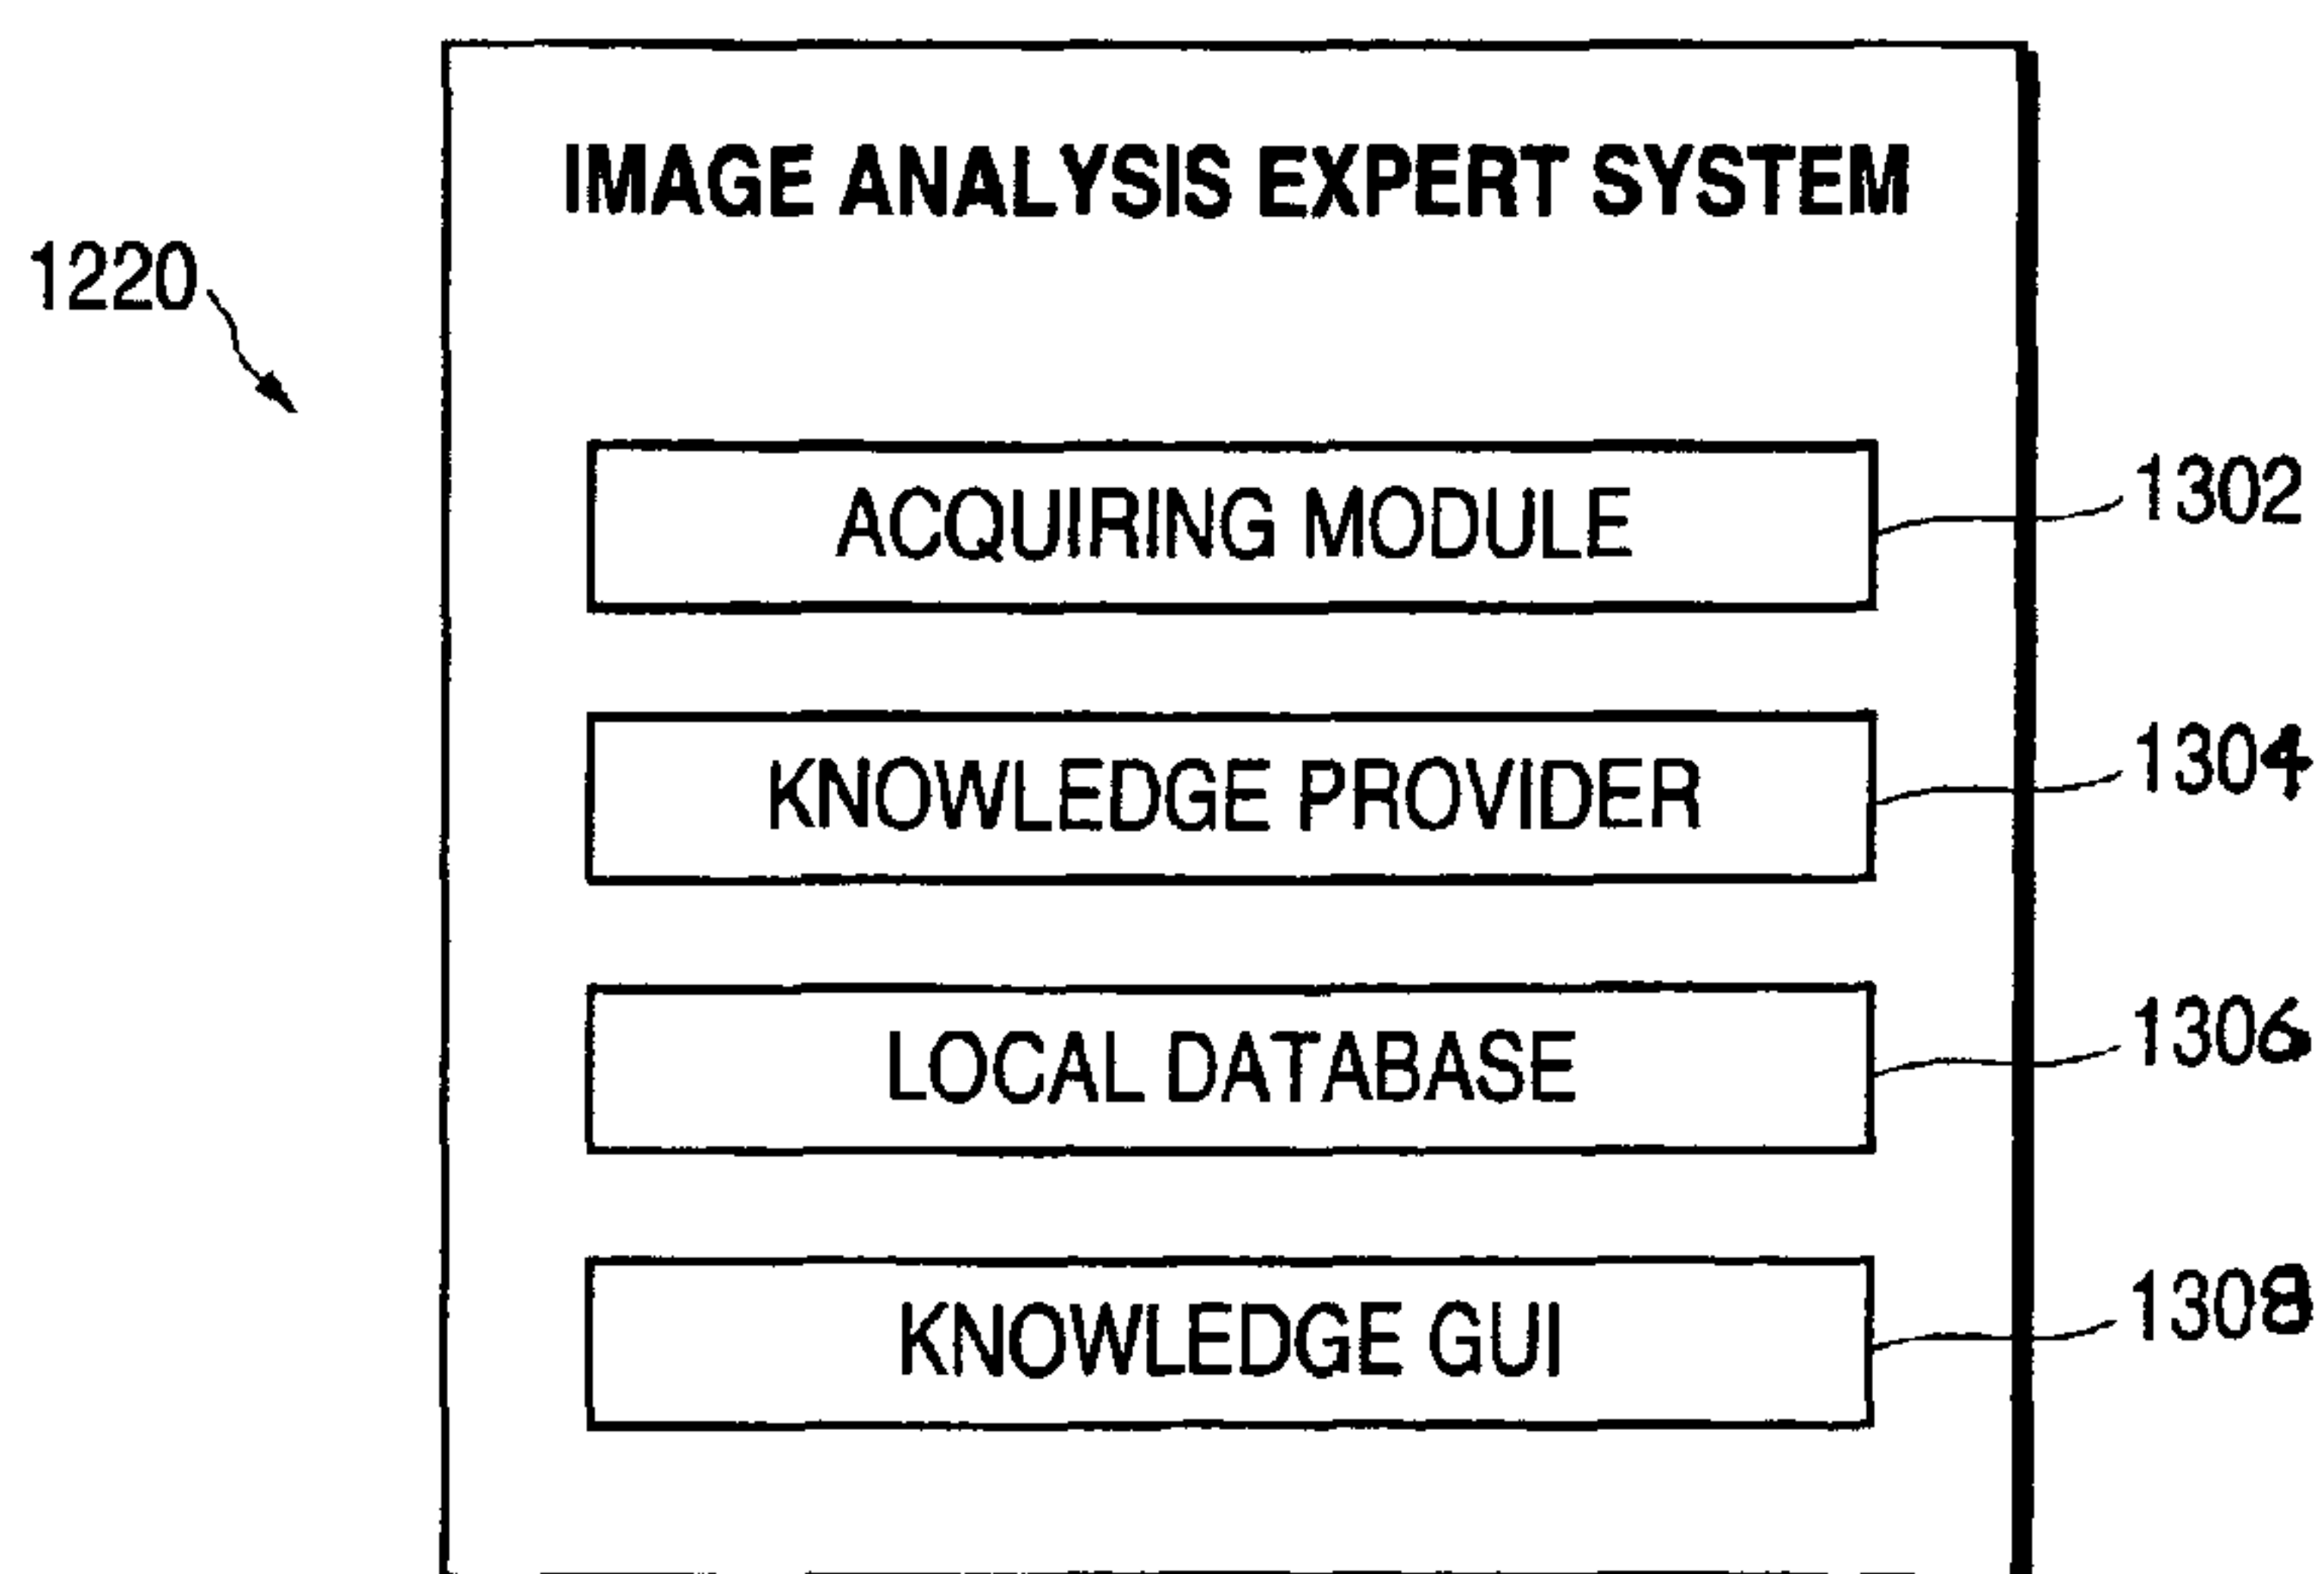 IMAGE ANALYSIS EXPERT SYSTEM
1220
ACQUIRING MODULE
1302
KNOWLEDGE PROVIDER
1304
LOCAL DATABASE
1306
KNOWLEDGE GUI
1308